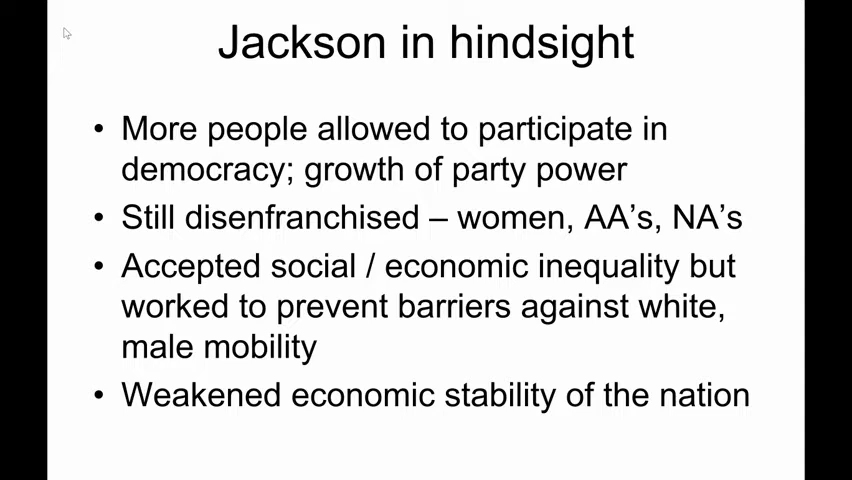 Jackson in hindsight
• More people allowed to participate in
democracy; growth of party power
• Still disenfranchised – women, AA’s, NA’s
• Accepted social / economic inequality but
worked to prevent barriers against white,
male mobility
• Weakened economic stability of the nation